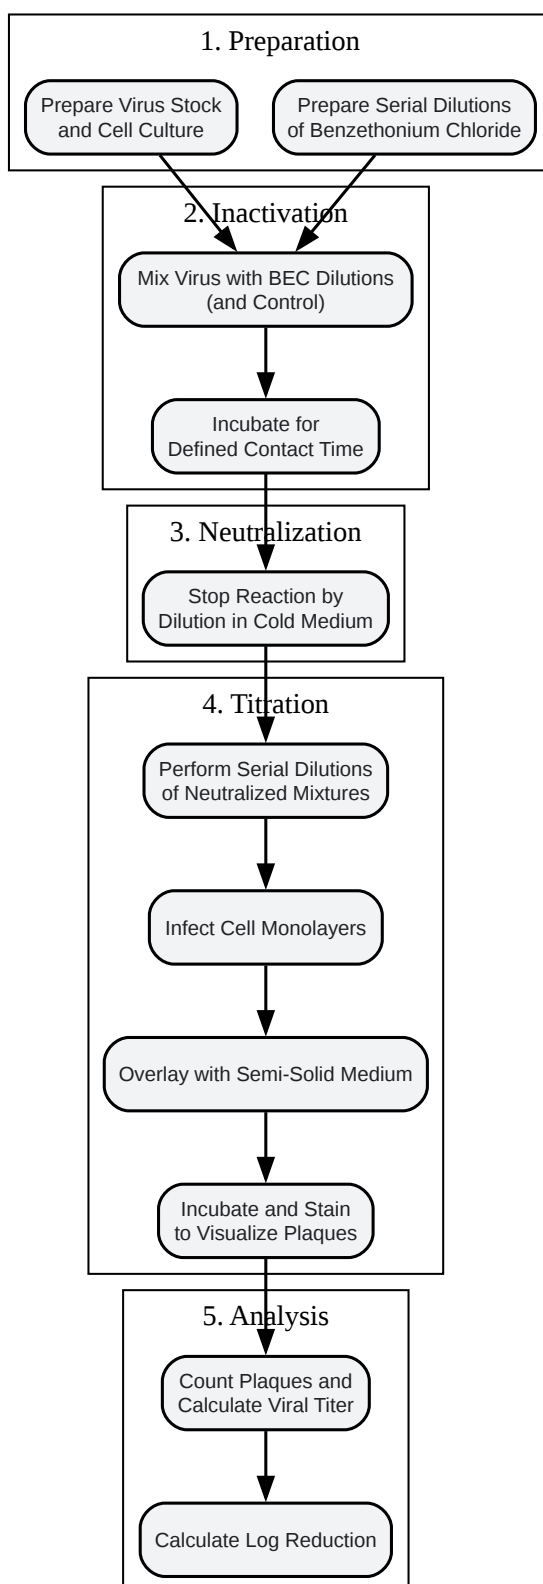 1. Preparation
Prepare Virus Stock
and Cell Culture
Prepare Serial Dilutions
of Benzethonium Chloride
2. Inactivation
Mix Virus with BEC Dilutions
(and Control)
Incubate for
Defined Contact Time
3. Neutralization
Stop Reaction by
Dilution in Cold Medium
4. Titration
Perform Serial Dilutions
of Neutralized Mixtures
Infect Cell Monolayers
Overlay with Semi-Solid Medium
Incubate and Stain
to Visualize Plaques
5. Analysis
Count Plaques and
Calculate Viral Titer
Calculate Log Reduction